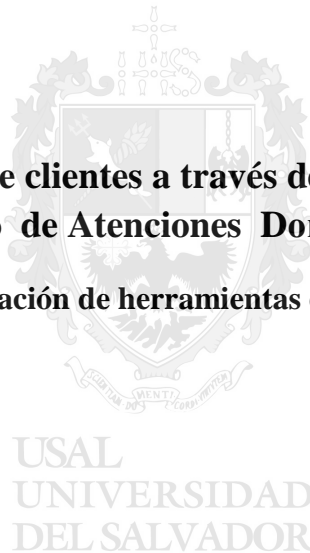 e clientes a través de
de Atenciones Do
ación de herramientas
USAL
UNIVERSIDAD
DEL SALVADOR